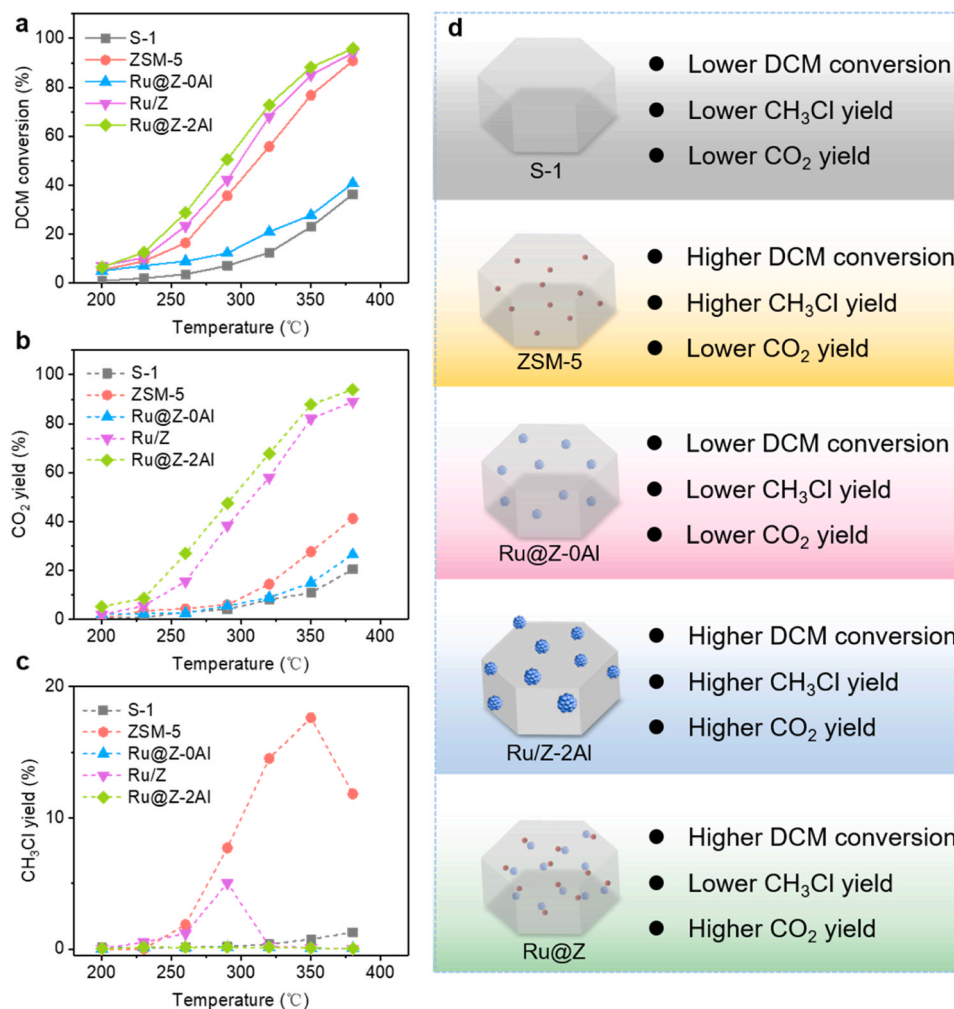 a
S-1
ZSM-5
Ru@Z-0Al
Ru/Z
Ru@Z-2Al
100
80
60
40
20
0
DCM conversion (%)
200 250 300 350 400
Temperature (℃)
b
S-1
ZSM-5
Ru@Z-0Al
Ru/Z
Ru@Z-2Al
100
80
60
40
20
0
CO₂ yield (%)
200 250 300 350 400
Temperature (℃)
c
S-1
ZSM-5
Ru@Z-0Al
Ru/Z
Ru@Z-2Al
20
10
0
CH₃Cl yield (%)
200 250 300 350 400
Temperature (℃)
d
● Lower DCM conversion
● Lower CH₃Cl yield
● Lower CO₂ yield
S-1
● Higher DCM conversion
● Higher CH₃Cl yield
● Lower CO₂ yield
ZSM-5
● Lower DCM conversion
● Lower CH₃Cl yield
● Lower CO₂ yield
Ru@Z-0Al
● Higher DCM conversion
● Higher CH₃Cl yield
● Higher CO₂ yield
Ru/Z-2Al
● Higher DCM conversion
● Lower CH₃Cl yield
● Higher CO₂ yield
Ru@Z